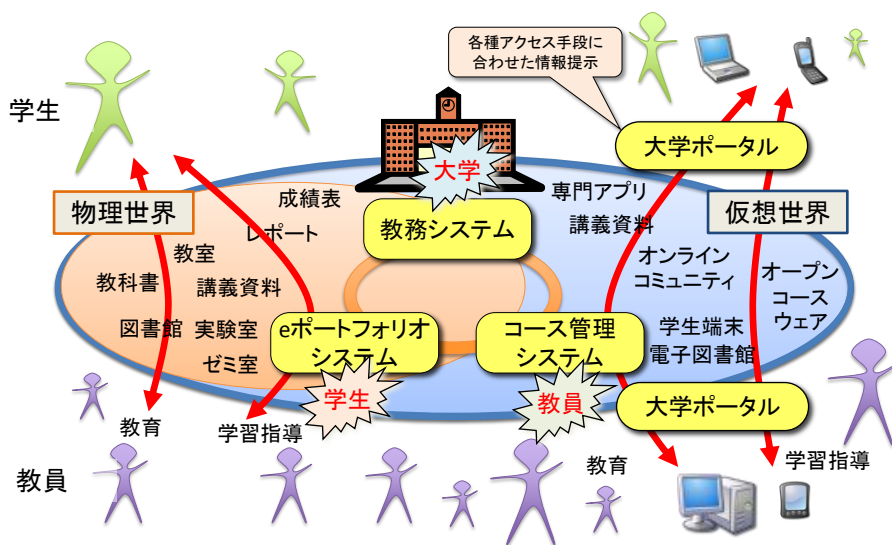 各種アクセス手段に
合わせた情報提示
学生
大学ポータル
大学
物理世界
仮想世界
成績表
レポート
教務システム
専門アプリ
講義資料
教室
教科書
講義資料
オンライン
コミュニティ
オープン
コース
ウェア
図書館
実験室
ゼミ室
eポートフォリオ
システム
コース管理
システム
学生端末
電子図書館
学生
教員
大学ポータル
教育
学習指導
教育
学習指導
教員